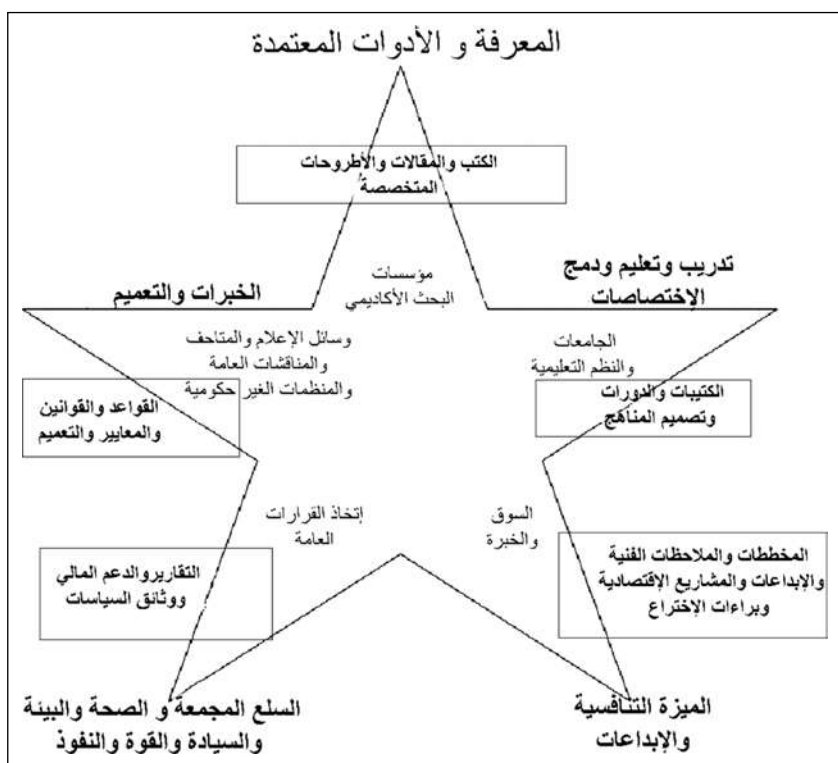 المعرفة و الأدوات المعتمدة
الكتب والمقالات والأطروحات
المتخصصة
مؤسسات
البحث الأكاديمي
تدريب وتعليم ودمج
الإختصاصات
الخبرات والتعميم
الجامعات
والنظم التعليمية
وسائل الإعلام والمتاحف
والمناقشات العامة
والمنظمات الغير حكومية
الكتيبات والدورات
وتصميم المناهج
القواعد والقوانين
والمعايير والتعميم
السوق
والخبرة
إتخاذ القرارات
العامة
المخططات والملاحظات الفنية
والإبداعات والمشاريع الإقتصادية
وبراءات الإختراع
التقاريروالدعم المالي
ووثائق السياسات
الميزة التنافسية
والإبداعات
السلع المجمعة و الصحة والبيئة
والسيادة والقوة والنفوذ